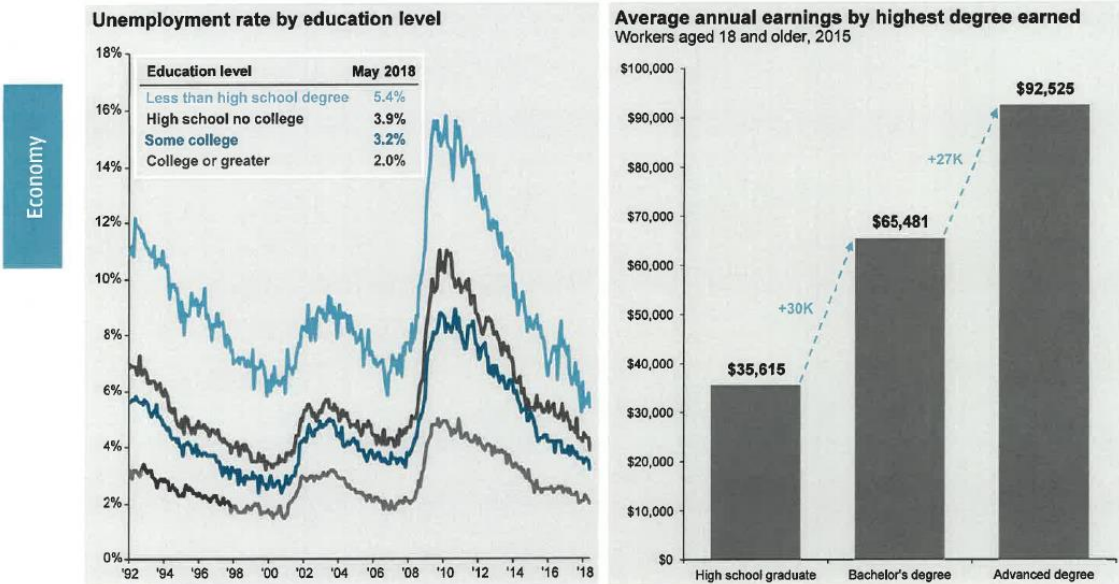 Economy
Unemployment rate by education level
18%
16%
14%
12%
10%
8%
6%
4%
2%
0%
Education level May 2018
Less than high school degree 5.4%
High school no college 3.9%
Some college 3.2%
College or greater 2.0%
'92 '94 '96 '98 '00 '02 '04 '06 '08 '10 '12 '14 '16 '18
Average annual earnings by highest degree earned
Workers aged 18 and older, 2015
$100,000
$90,000
$80,000
$70,000
$60,000
$50,000
$40,000
$30,000
$20,000
$10,000
$0
$92,525
+27K
$65,481
+30K
$35,615
High school graduate Bachelor's degree Advanced degree